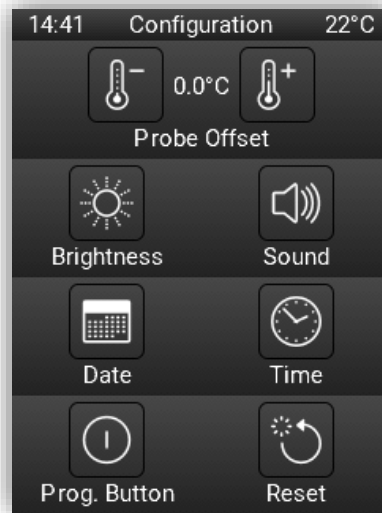 14:41 Configuration 22°C
0.0°C
Probe Offset
Brightness Sound
Date Time
Prog. Button Reset